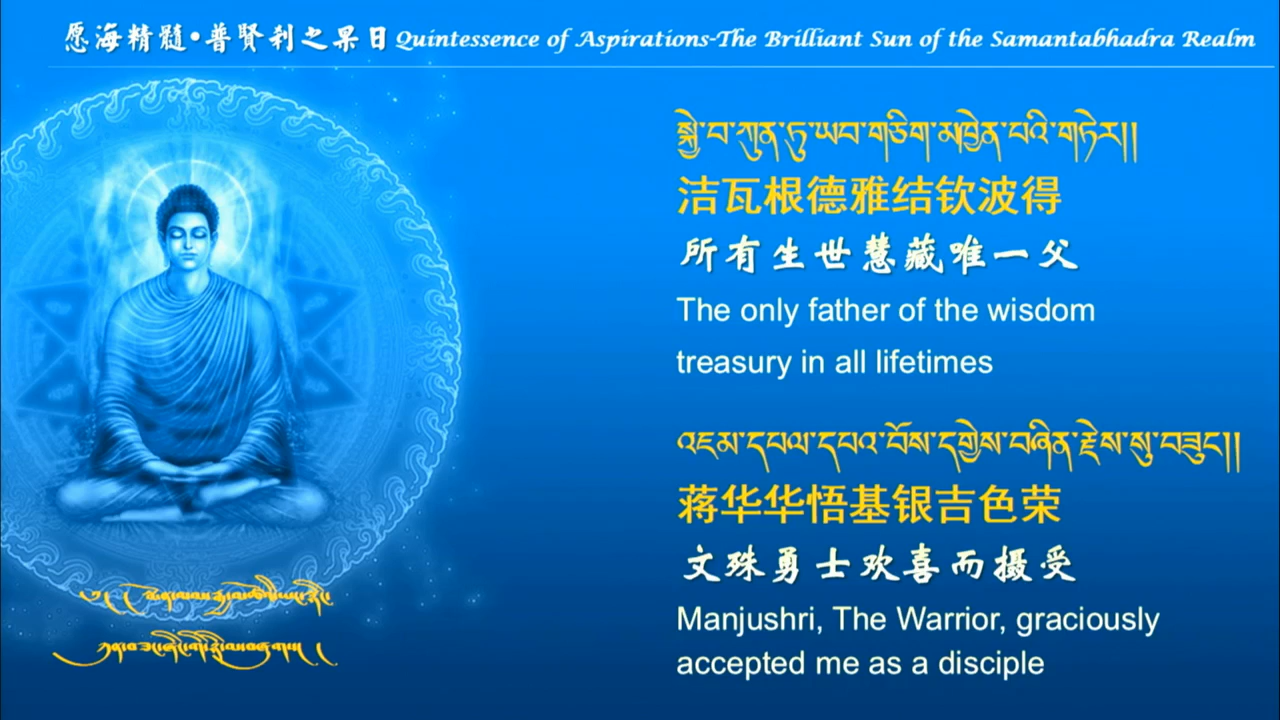 愿海精髓•普贤刹之杲日 Quintessence of Aspirations-The Brilliant Sun of the Samantabhadra Realm
སྐྱེ་བ་ཀུན་ཏུ་ཡབ་གཅིག་མཁྱེན་པའི་གཏེར།།
洁瓦根德雅结钦波得
所有生世慧藏唯一父
The only father of the wisdom
treasury in all lifetimes
འཇམ་དཔལ་དཔའ་བོས་དགྱེས་བཞིན་རྗེས་སུ་བཟུང་།།
蒋华华悟基银吉色荣
文殊勇士欢喜而摄受
Manjushri, The Warrior, graciously
accepted me as a disciple